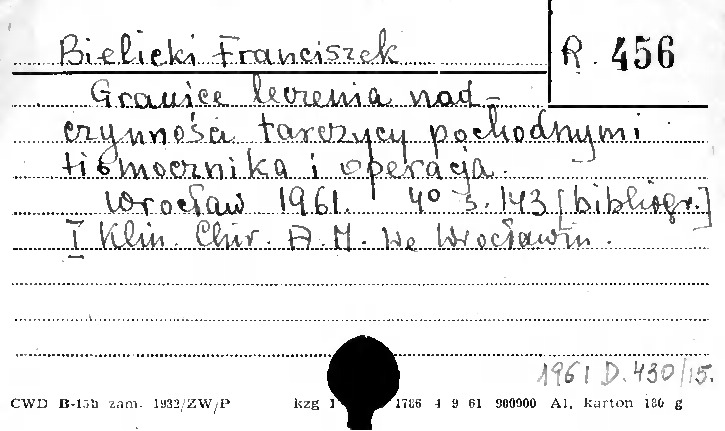 Bielicki Franciszek R. 456
Granice leczenia nad-
czynności tarczycy pochodnymi
tiomocznika i operacją.
Wrocław 1961. 4° s. 143 [bibliogr.]
I Klin. Chir. A.M. we Wrocławiu.
1961 D. 430/15.
CWD B-15b zam. 1932/ZW/P kzg 1786 4 9 61 900000 A1, karton 180 g